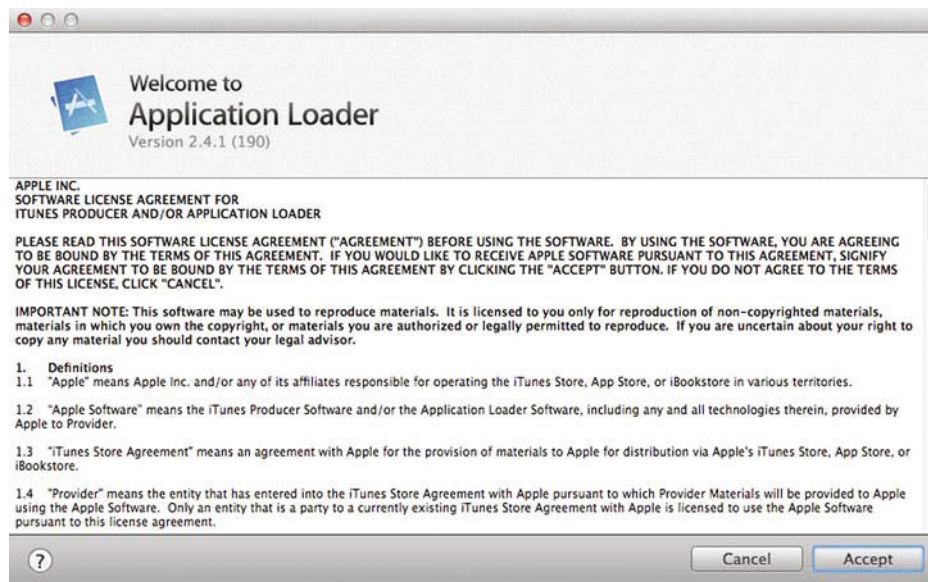 Welcome to
Application Loader
Version 2.4.1 (190)
APPLE INC.
SOFTWARE LICENSE AGREEMENT FOR
ITUNES PRODUCER AND/OR APPLICATION LOADER
PLEASE READ THIS SOFTWARE LICENSE AGREEMENT ("AGREEMENT") BEFORE USING THE SOFTWARE.  BY USING THE SOFTWARE, YOU ARE AGREEING
TO BE BOUND BY THE TERMS OF THIS AGREEMENT.  IF YOU WOULD LIKE TO RECEIVE APPLE SOFTWARE PURSUANT TO THIS AGREEMENT, SIGNIFY
YOUR AGREEMENT TO BE BOUND BY THE TERMS OF THIS AGREEMENT BY CLICKING THE "ACCEPT" BUTTON. IF YOU DO NOT AGREE TO THE TERMS
OF THIS LICENSE, CLICK "CANCEL".
IMPORTANT NOTE: This software may be used to reproduce materials.  It is licensed to you only for reproduction of non-copyrighted materials,
materials in which you own the copyright, or materials you are authorized or legally permitted to reproduce.  If you are uncertain about your right to
copy any material you should contact your legal advisor.
1. Definitions
1.1 "Apple" means Apple Inc. and/or any of its affiliates responsible for operating the iTunes Store, App Store, or iBookstore in various territories.
1.2 "Apple Software" means the iTunes Producer Software and/or the Application Loader Software, including any and all technologies therein, provided by
Apple to Provider.
1.3 "iTunes Store Agreement" means an agreement with Apple for the provision of materials to Apple for distribution via Apple's iTunes Store, App Store, or
iBookstore.
1.4 "Provider" means the entity that has entered into the iTunes Store Agreement with Apple pursuant to which Provider Materials will be provided to Apple
using the Apple Software.  Only an entity that is a party to a currently existing iTunes Store Agreement with Apple is licensed to use the Apple Software
pursuant to this license agreement.
?
Cancel
Accept